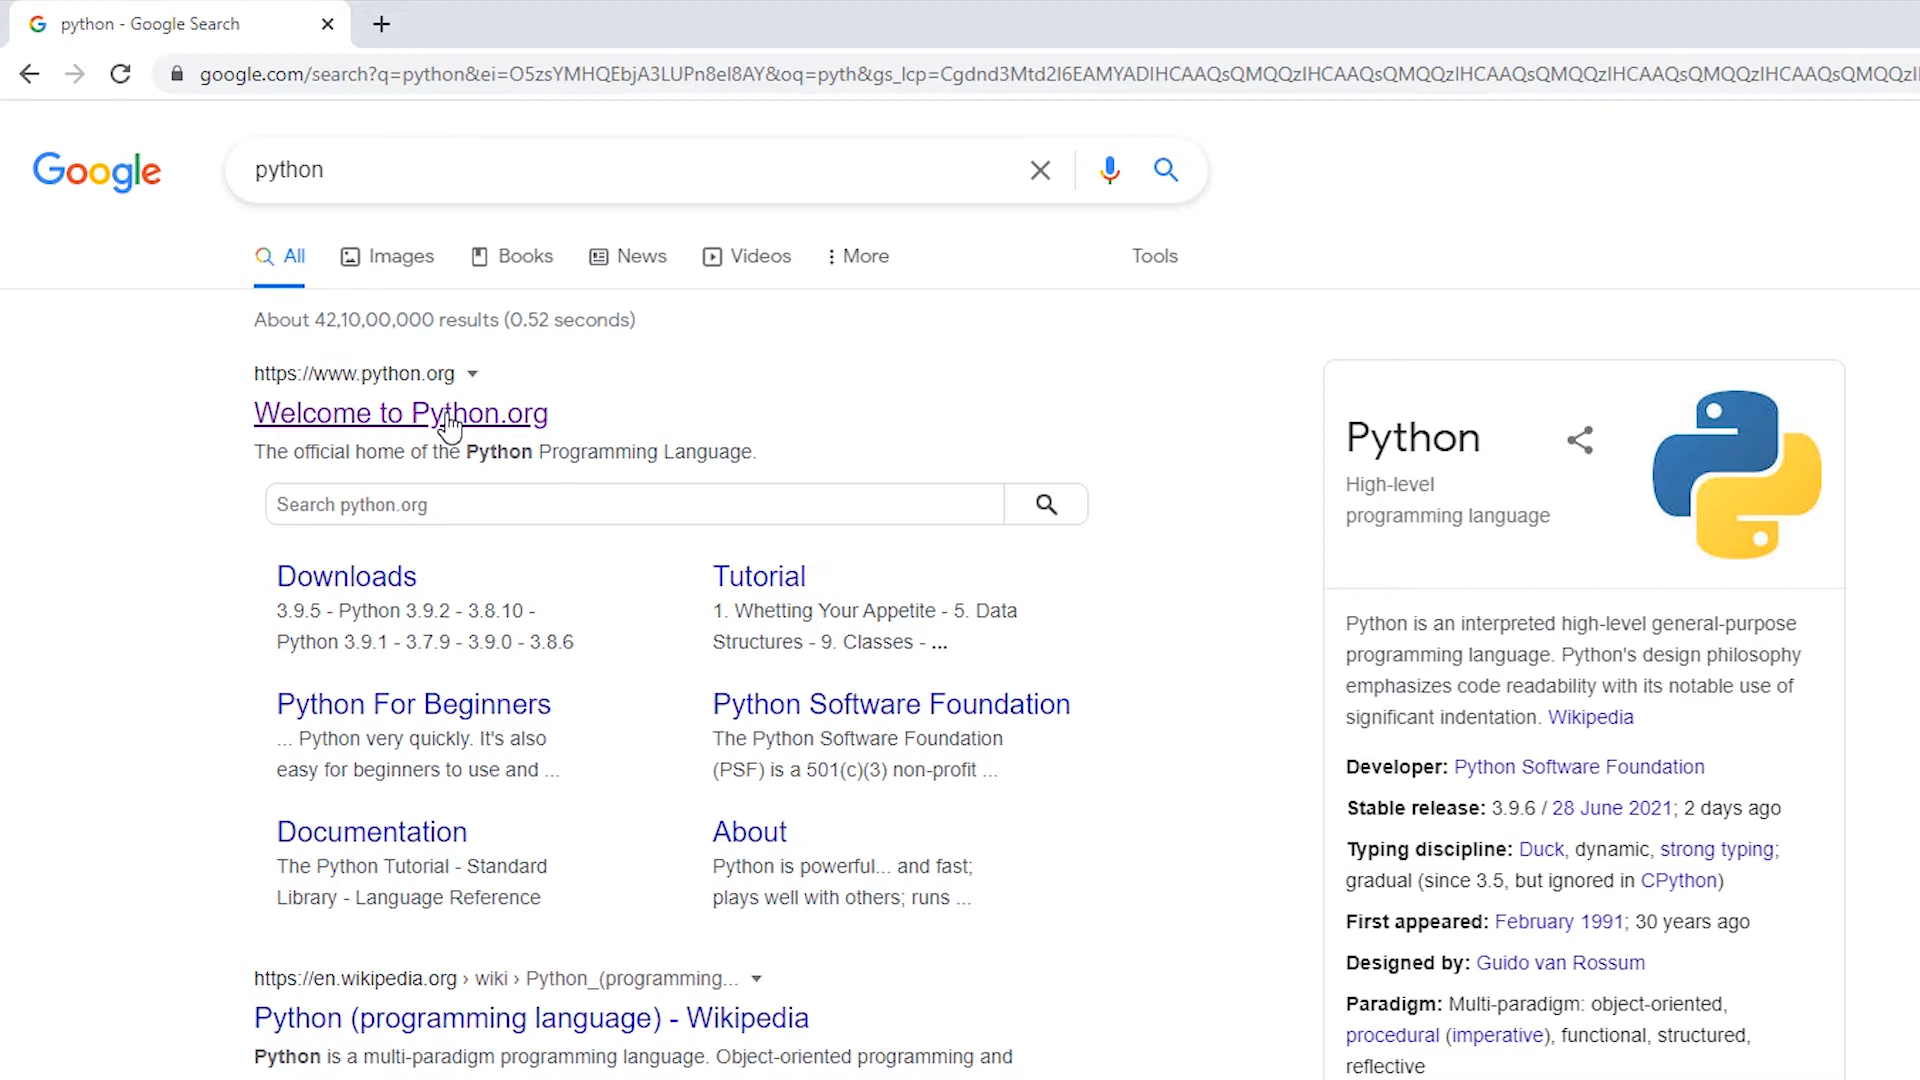 python - Google Search
google.com/search?q=python&ei=O5zsYMHQEbjA3LUPn8eI8AY&oq=pyth&gs_lcp=Cgdnd3Mtd2l6EAMYADIHCAAQsQMQQzIHCAAQsQMQQzIHCAAQsQMQQzIHCAAQsQMQQzI
Google
python
All Images Books News Videos More Tools
About 42,10,00,000 results (0.52 seconds)
https://www.python.org
Welcome to Python.org
The official home of the Python Programming Language.
Search python.org
Downloads
3.9.5 - Python 3.9.2 - 3.8.10 -
Python 3.9.1 - 3.7.9 - 3.9.0 - 3.8.6
Tutorial
1. Whetting Your Appetite - 5. Data
Structures - 9. Classes - ...
Python For Beginners
... Python very quickly. It's also
easy for beginners to use and ...
Python Software Foundation
The Python Software Foundation
(PSF) is a 501(c)(3) non-profit ...
Documentation
The Python Tutorial - Standard
Library - Language Reference
About
Python is powerful... and fast;
plays well with others; runs ...
https://en.wikipedia.org › wiki › Python_(programming...
Python (programming language) - Wikipedia
Python is a multi-paradigm programming language. Object-oriented programming and
Python
High-level
programming language
Python is an interpreted high-level general-purpose
programming language. Python's design philosophy
emphasizes code readability with its notable use of
significant indentation. Wikipedia
Developer: Python Software Foundation
Stable release: 3.9.6 / 28 June 2021; 2 days ago
Typing discipline: Duck, dynamic, strong typing;
gradual (since 3.5, but ignored in CPython)
First appeared: February 1991; 30 years ago
Designed by: Guido van Rossum
Paradigm: Multi-paradigm: object-oriented,
procedural (imperative), functional, structured,
reflective